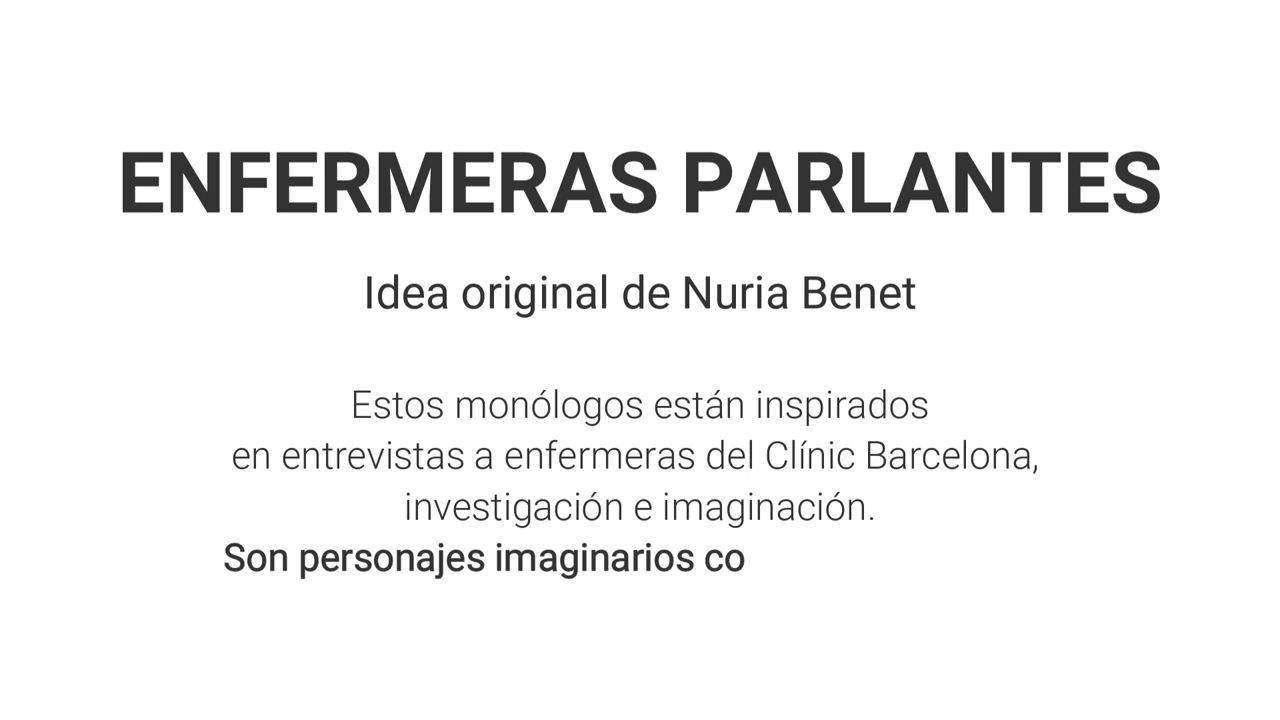 ENFERMERAS PARLANTES
Idea original de Nuria Benet
Estos monólogos están inspirados
en entrevistas a enfermeras del Clínic Barcelona,
investigación e imaginación.
Son personajes imaginarios co